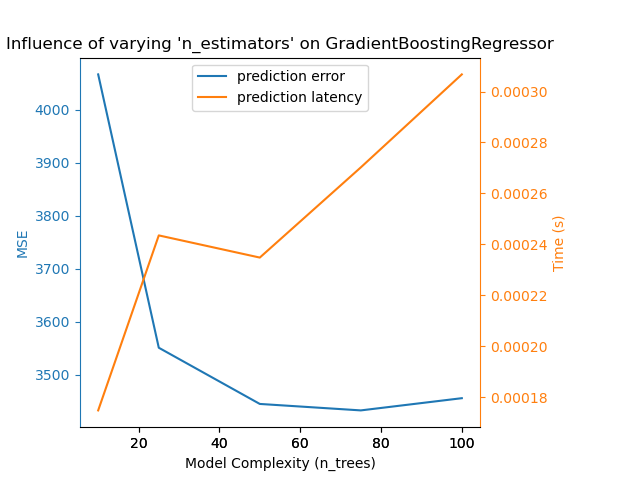 Influence of varying 'n_estimators' on GradientBoostingRegressor
prediction error
prediction latency
MSE
4000
3900
3800
3700
3600
3500
Time (s)
0.00030
0.00028
0.00026
0.00024
0.00022
0.00020
0.00018
20 40 60 80 100
Model Complexity (n_trees)